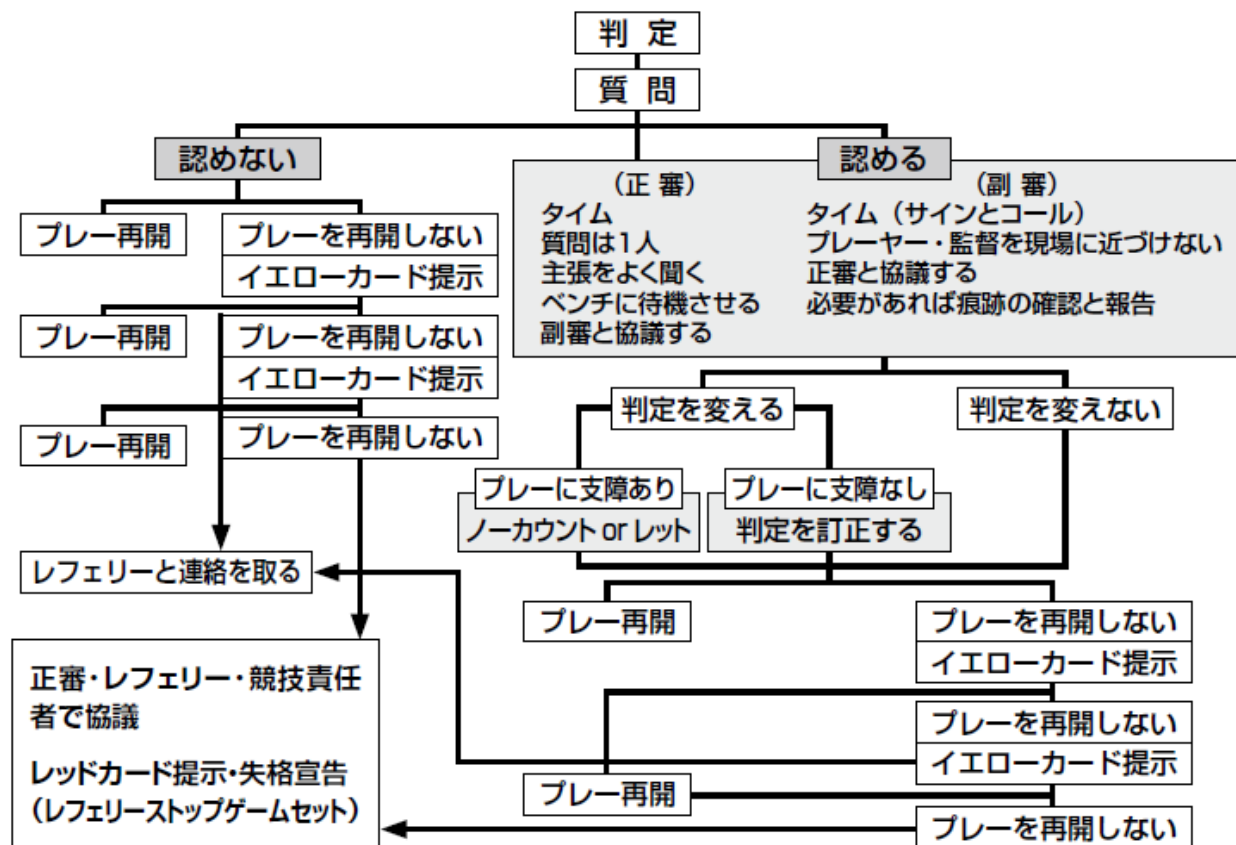 判定
質問
認めない
認める
プレー再開
プレーを再開しない
イエローカード提示
プレー再開
プレーを再開しない
イエローカード提示
プレー再開
プレーを再開しない
レフェリーと連絡を取る
正審・レフェリー・競技責任
者で協議
レッドカード提示・失格宣告
（レフェリーストップゲームセット）
（正審）
タイム
質問は1人
主張をよく聞く
ベンチに待機させる
副審と協議する
（副審）
タイム（サインとコール）
プレーヤー・監督を現場に近づけない
正審と協議する
必要があれば痕跡の確認と報告
判定を変える
判定を変えない
プレーに支障あり
ノーカウント or レット
プレーに支障なし
判定を訂正する
プレー再開
プレーを再開しない
イエローカード提示
プレーを再開しない
イエローカード提示
プレー再開
プレーを再開しない